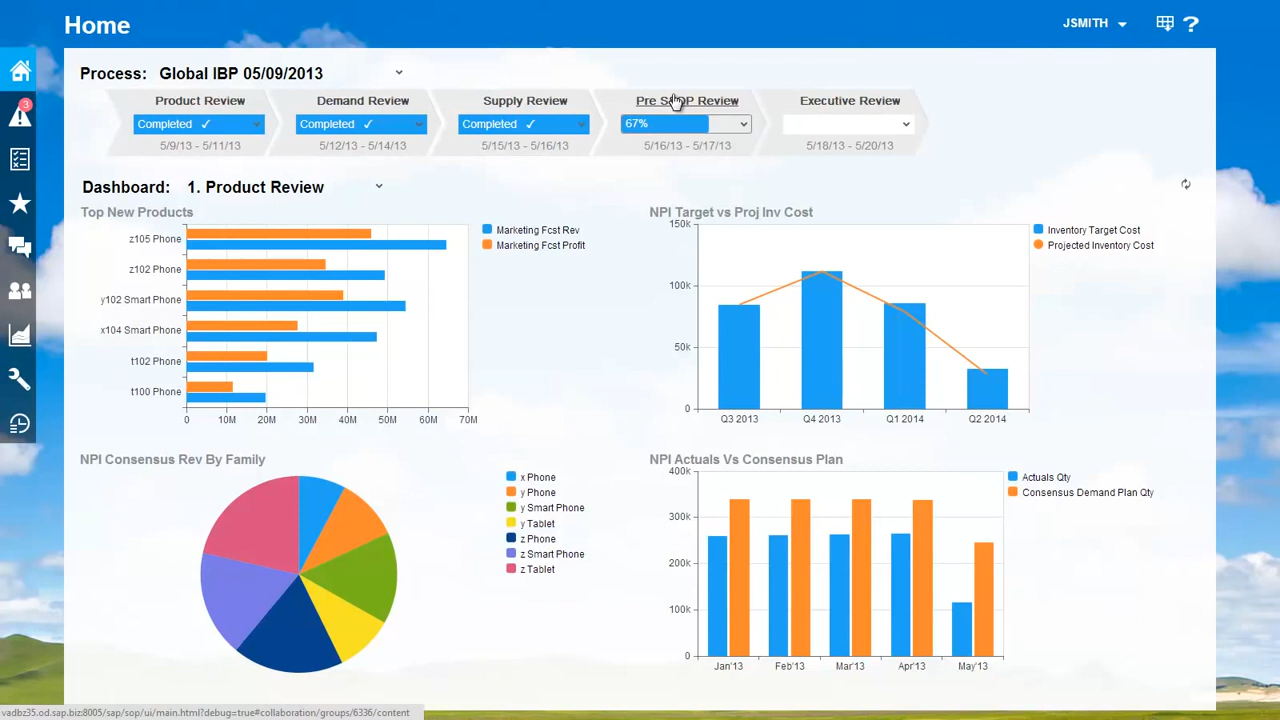 Home
JSMITH
?
3
Process: Global IBP 05/09/2013
Product Review
Demand Review
Supply Review
Pre S&OP Review
Executive Review
Completed ✓
Completed ✓
Completed ✓
67%
5/9/13 - 5/11/13
5/12/13 - 5/14/13
5/15/13 - 5/16/13
5/16/13 - 5/17/13
5/18/13 - 5/20/13
Dashboard: 1. Product Review
Top New Products
z105 Phone
z102 Phone
y102 Smart Phone
x104 Smart Phone
t102 Phone
t100 Phone
0 10M 20M 30M 40M 50M 60M 70M
Marketing Fcst Rev
Marketing Fcst Profit
NPI Target vs Proj Inv Cost
150k
100k
50k
0
Q3 2013 Q4 2013 Q1 2014 Q2 2014
Inventory Target Cost
Projected Inventory Cost
NPI Consensus Rev By Family
x Phone
y Phone
y Smart Phone
y Tablet
z Phone
z Smart Phone
z Tablet
NPI Actuals Vs Consensus Plan
400k
300k
200k
100k
0
Jan'13 Feb'13 Mar'13 Apr'13 May'13
Actuals Qty
Consensus Demand Plan Qty
vadbz35.od.sap.biz:8005/sap/sop/ui/main.html?debug=true#collaboration/groups/6336/content